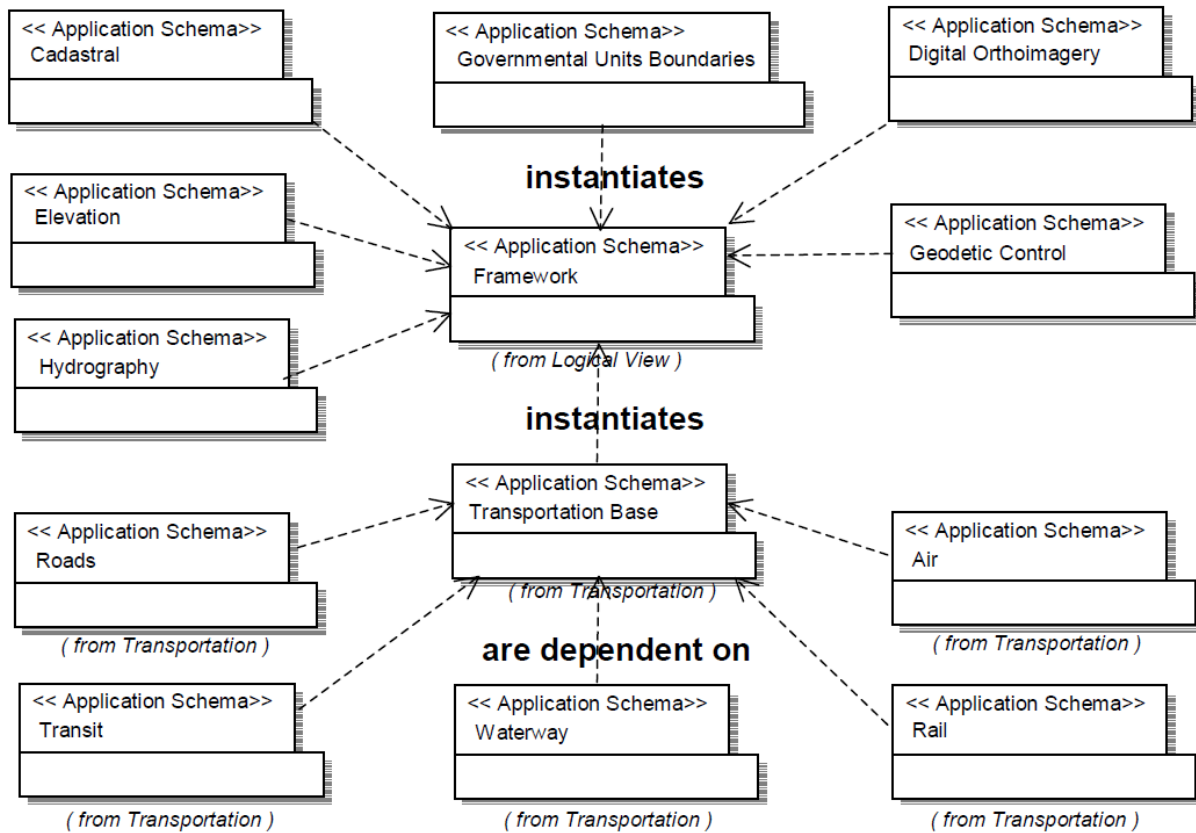 << Application Schema>>
Cadastral
<< Application Schema>>
Governmental Units Boundaries
<< Application Schema>>
Digital Orthoimagery
instantiates
<< Application Schema>>
Elevation
<< Application Schema>>
Framework
( from Logical View )
<< Application Schema>>
Geodetic Control
<< Application Schema>>
Hydrography
instantiates
<< Application Schema>>
Transportation Base
( from Transportation )
<< Application Schema>>
Roads
( from Transportation )
<< Application Schema>>
Air
( from Transportation )
are dependent on
<< Application Schema>>
Transit
( from Transportation )
<< Application Schema>>
Waterway
( from Transportation )
<< Application Schema>>
Rail
( from Transportation )